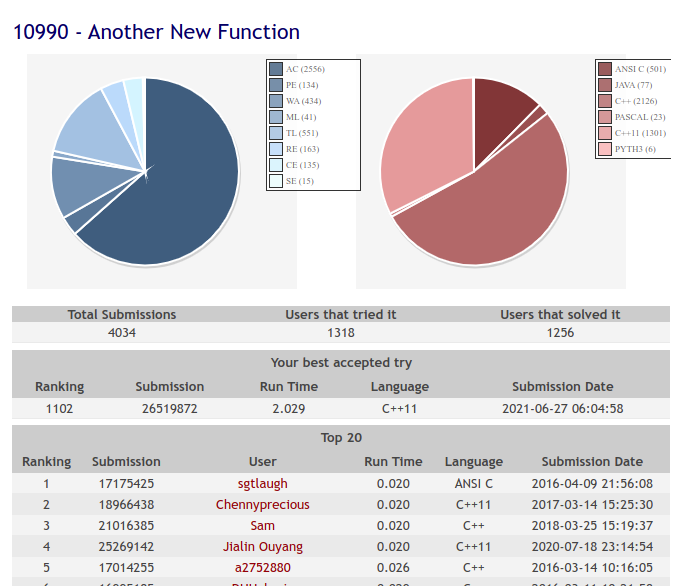 10990 - Another New Function
AC (2556)
PE (134)
WA (434)
ML (41)
TL (551)
RE (163)
CE (135)
SE (15)
ANSI C (501)
JAVA (77)
C++ (2126)
PASCAL (23)
C++11 (1301)
PYTH3 (6)
Total Submissions Users that tried it Users that solved it
4034 1318 1256
Your best accepted try
Ranking Submission Run Time Language Submission Date
1102 26519872 2.029 C++11 2021-06-27 06:04:58
Top 20
Ranking Submission User Run Time Language Submission Date
1 17175425 sgtlaugh 0.020 ANSI C 2016-04-09 21:56:08
2 18966438 Chennyprecious 0.020 C++11 2017-03-14 15:25:30
3 21016385 Sam 0.020 C++ 2018-03-25 15:19:37
4 25269142 Jialin Ouyang 0.020 C++11 2020-07-18 23:14:54
5 17014255 a2752880 0.026 C++ 2016-03-14 10:16:05